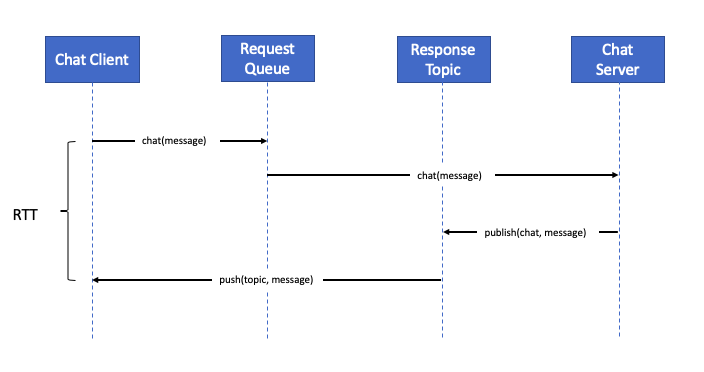 Chat Client
Request
Queue
Response
Topic
Chat
Server
chat(message)
chat(message)
RTT
publish(chat, message)
push(topic, message)